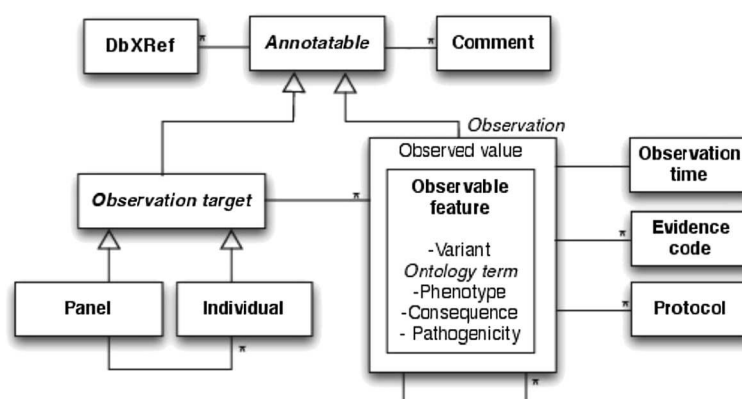 DbXRef
*
Annotatable
*
Comment
Observation
Observation target
*
Observed value
Observable
feature
-Variant
Ontology term
-Phenotype
-Consequence
- Pathogenicity
Observation
time
*
Evidence
code
*
Protocol
Panel
Individual
*
*